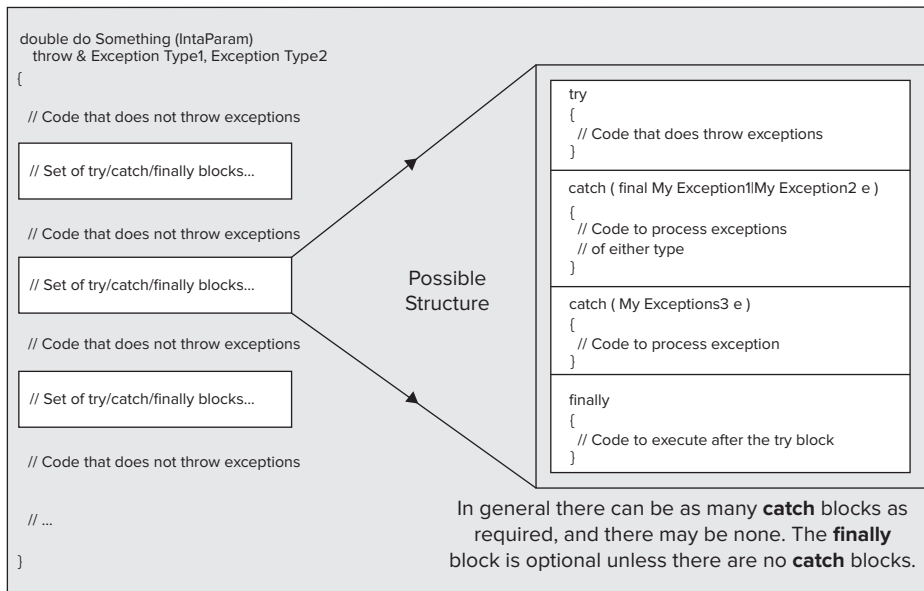 double do Something (IntaParam)
throw & Exception Type1, Exception Type2
{
// Code that does not throw exceptions
// Set of try/catch/finally blocks...
// Code that does not throw exceptions
// Set of try/catch/finally blocks...
// Code that does not throw exceptions
// Set of try/catch/finally blocks...
// Code that does not throw exceptions
// ...
}
Possible
Structure
try
{
// Code that does throw exceptions
}
catch ( final My Exception1|My Exception2 e )
{
// Code to process exceptions
// of either type
}
catch ( My Exceptions3 e )
{
// Code to process exception
}
finally
{
// Code to execute after the try block
}
In general there can be as many catch blocks as
required, and there may be none. The finally
block is optional unless there are no catch blocks.